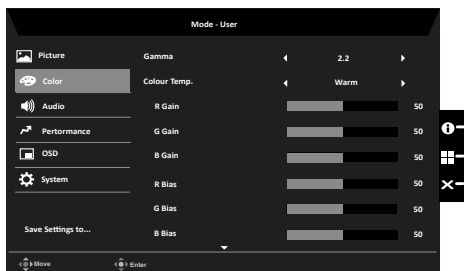 Mode - User
Picture
Gamma
2.2
Color
Colour Temp.
Warm
Audio
R Gain
50
Pertormance
G Gain
50
OSD
B Gain
50
System
R Bias
50
G Bias
50
Save Settings to...
B Bias
50
Move
Enter